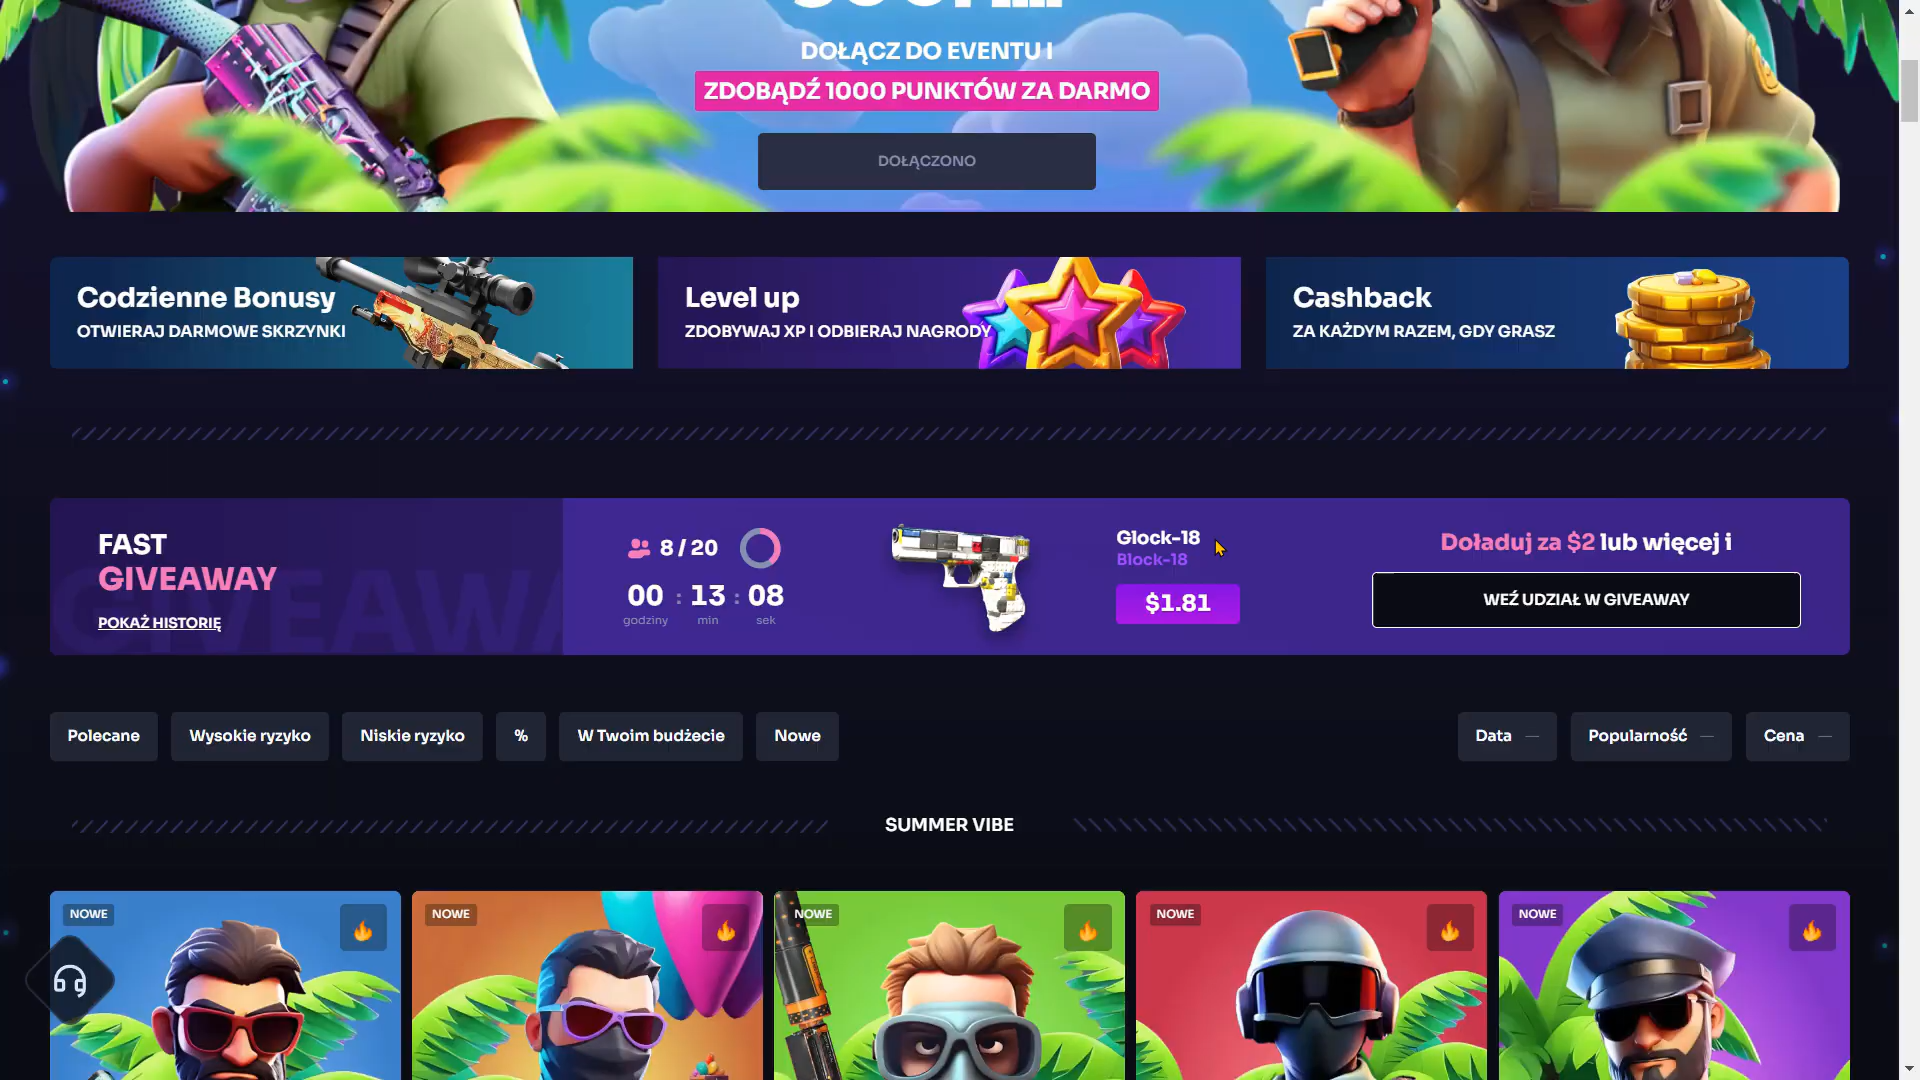 DOŁĄCZ DO EVENTU I
ZDOBĄDŹ 1000 PUNKTÓW ZA DARMO
DOŁĄCZONO
Codzienne Bonusy
OTWIERAJ DARMOWE SKRZYNKI
Level up
ZDOBYWAJ XP I ODBIERAJ NAGRODY
Cashback
ZA KAŻDYM RAZEM, GDY GRASZ
FAST
GIVEAWAY
POKAŻ HISTORIĘ
8 / 20
00 : 13 : 08
godziny min sek
Glock-18
Block-18
$1.81
Doładuj za $2 lub więcej i
WEŹ UDZIAŁ W GIVEAWAY
Polecane
Wysokie ryzyko
Niskie ryzyko
%
W Twoim budżecie
Nowe
Data —
Popularność —
Cena —
SUMMER VIBE
NOWE
NOWE
NOWE
NOWE
NOWE